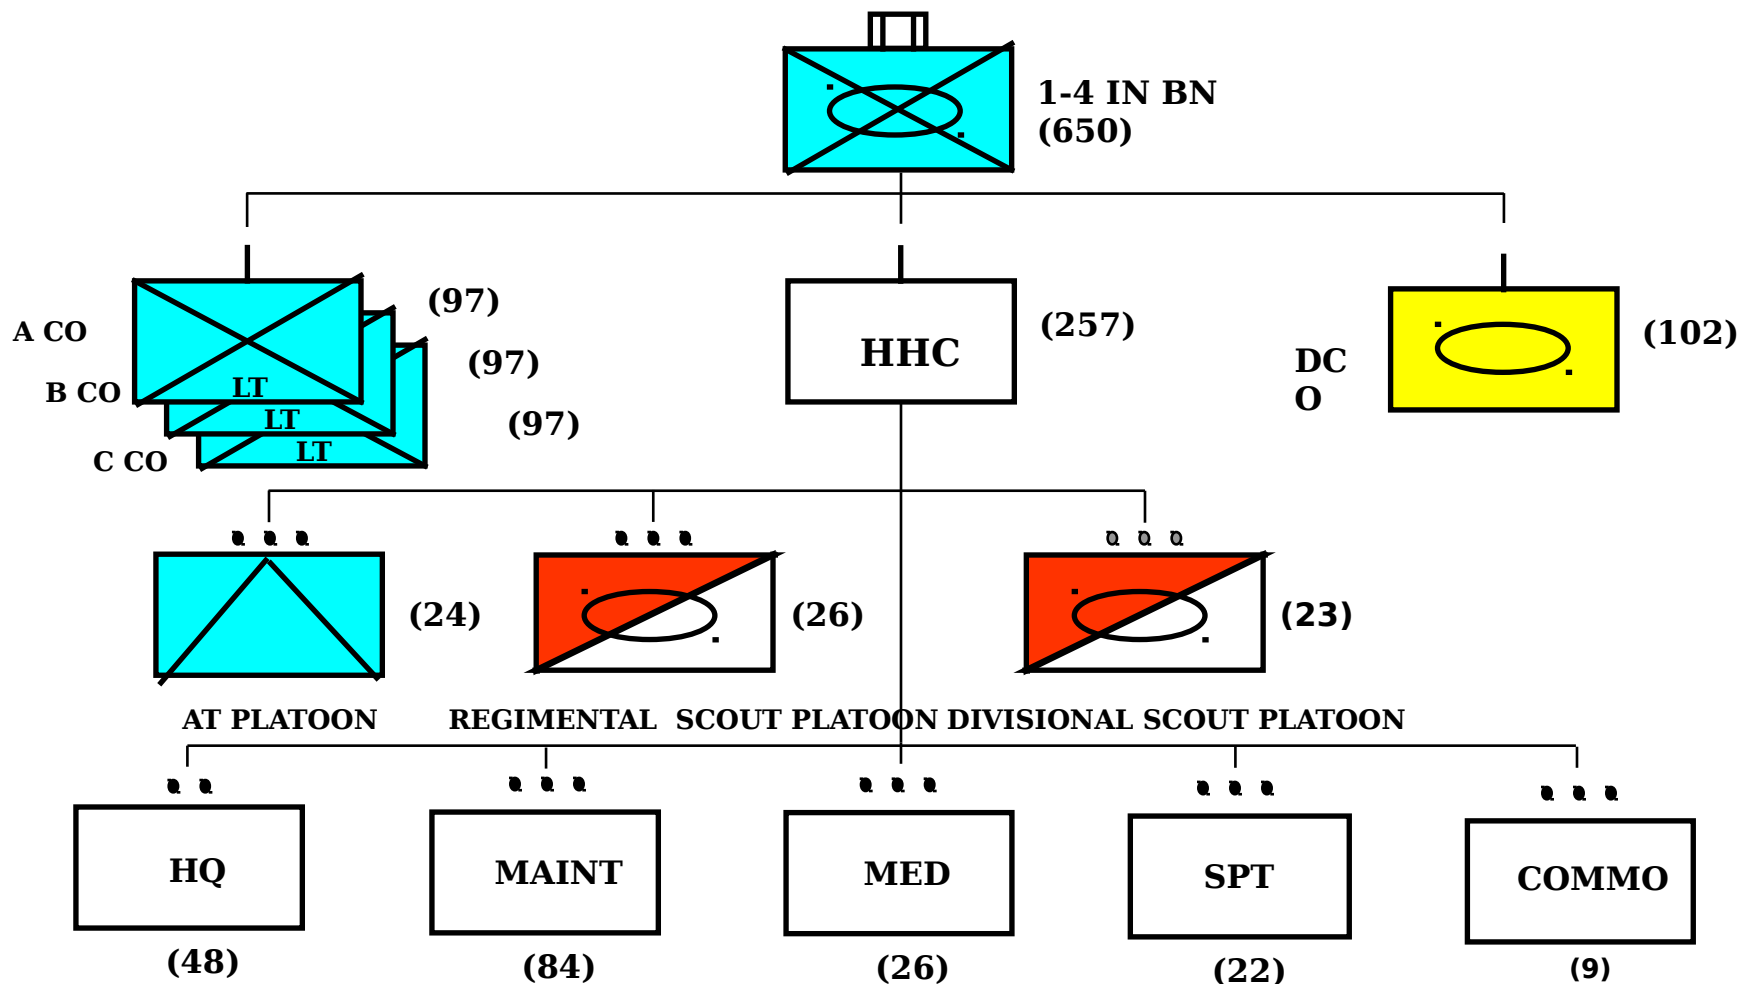 1-4 IN BN
(650)
A CO
(97)
B CO
(97)
C CO
(97)
LT
LT
LT
HHC
(257)
DC
O
(102)
(24)
(26)
(23)
AT PLATOON
REGIMENTAL SCOUT PLATOON
DIVISIONAL SCOUT PLATOON
HQ
MAINT
MED
SPT
COMMO
(48)
(84)
(26)
(22)
(9)